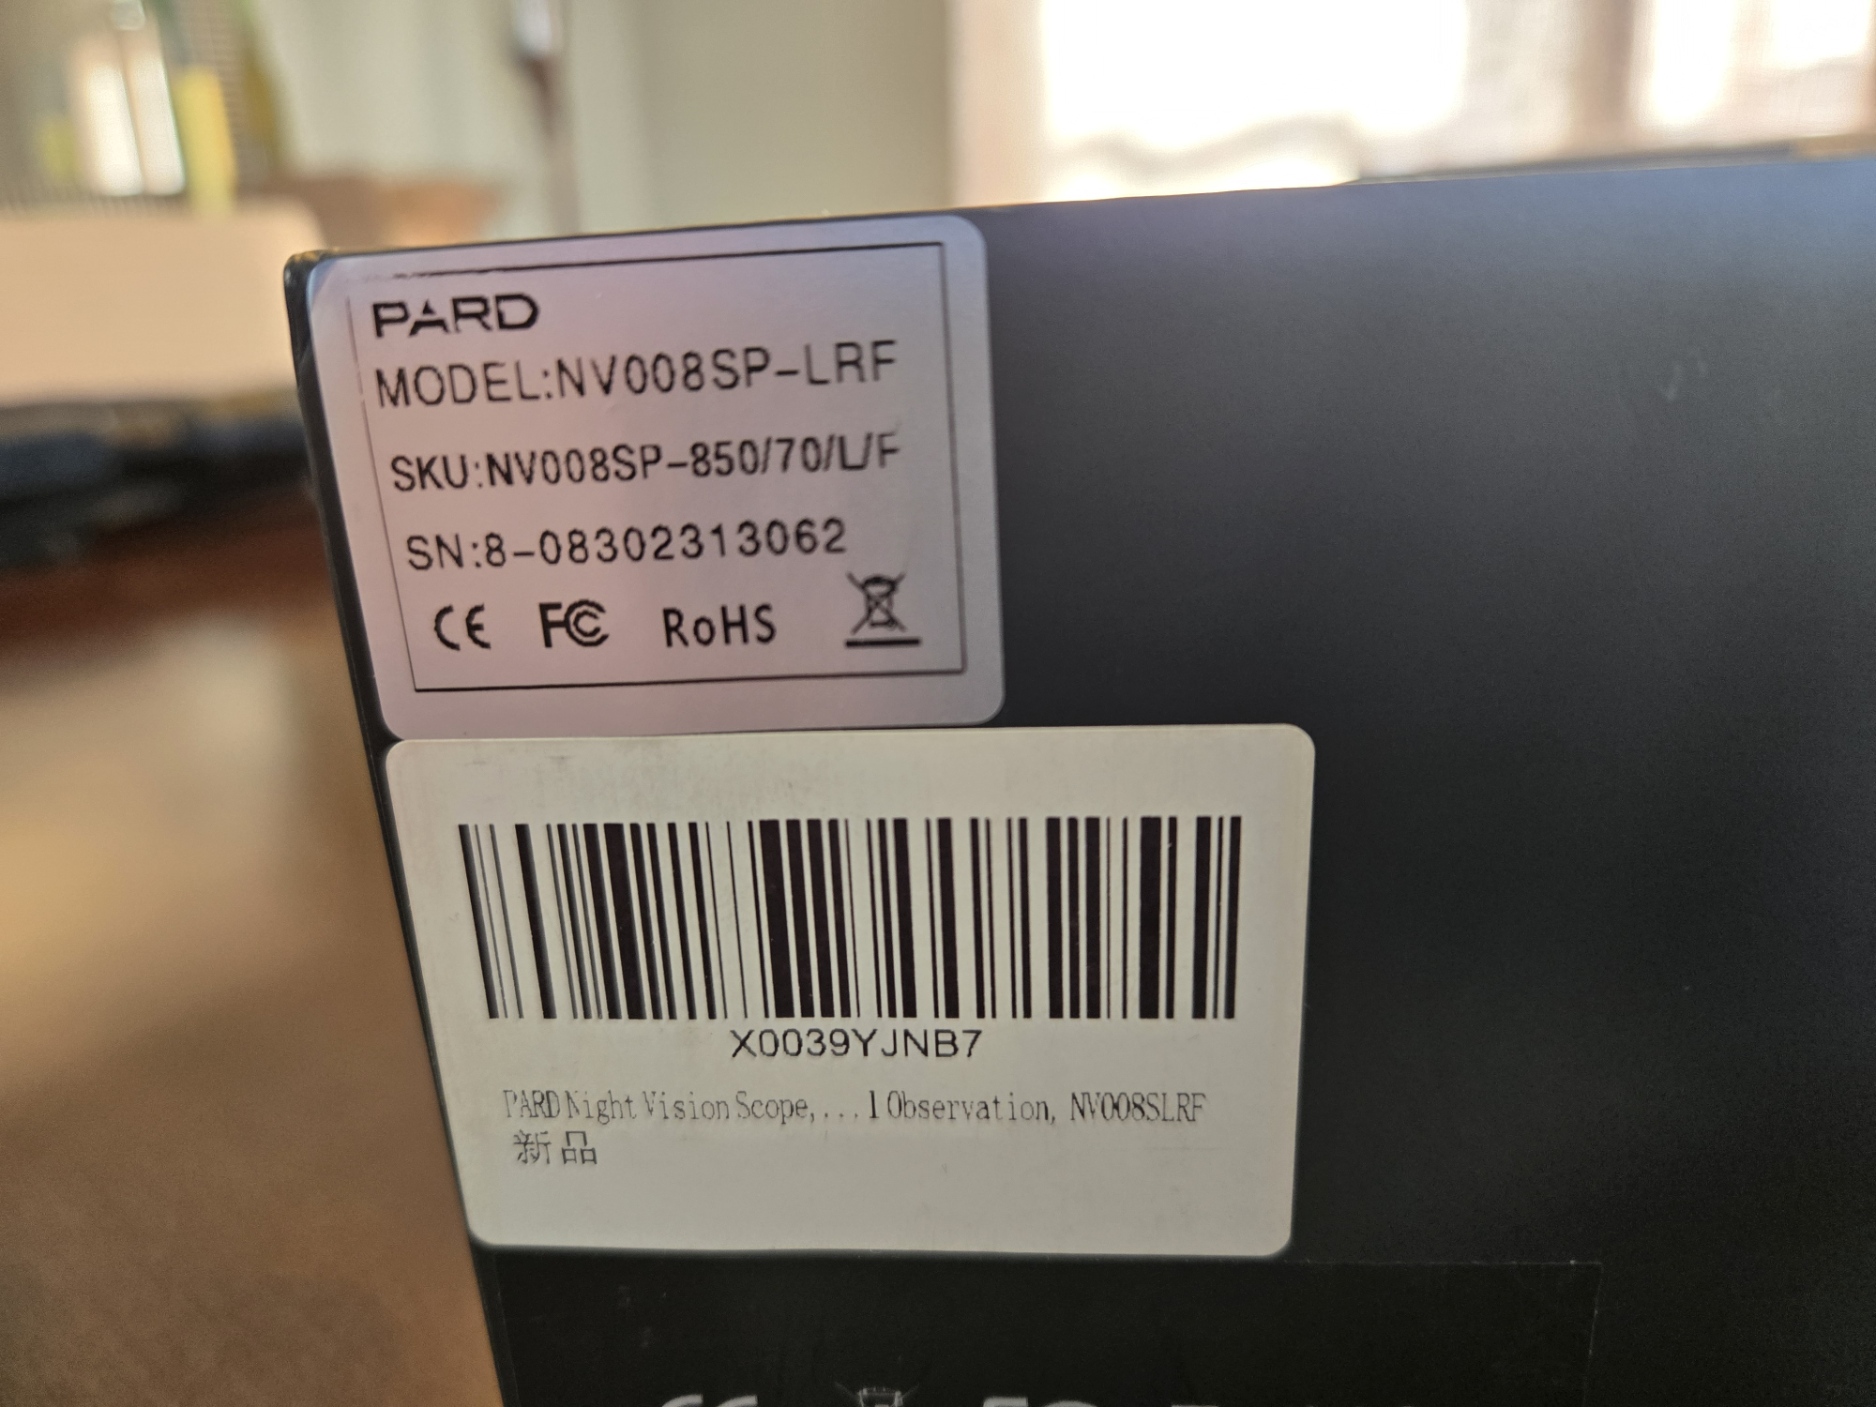 PARD
MODEL:NV008SP-LRF
SKU:NV008SP-850/70/L/F
SN:8-08302313062
CE FC RoHS
X0039YJNB7
PARD Night Vision Scope,...l Observation, NV008SLRF
新品